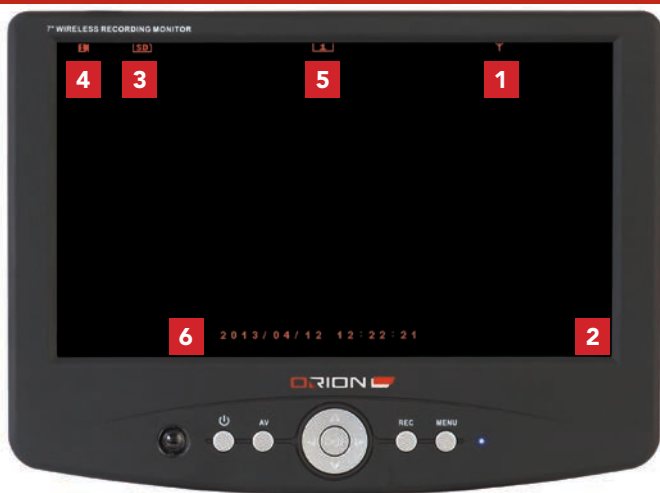 7" WIRELESS RECORDING MONITOR
SD 1
4 3 5 1
6 2013/04/12 12:22:21 2
ORION
AV REC MENU